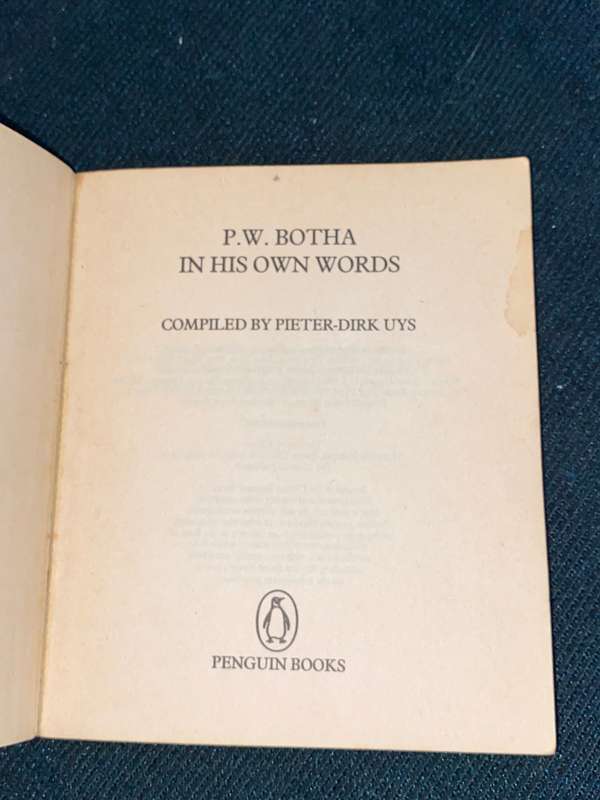 P.W. BOTHA
IN HIS OWN WORDS
COMPILED BY PIETER-DIRK UYS
PENGUIN BOOKS